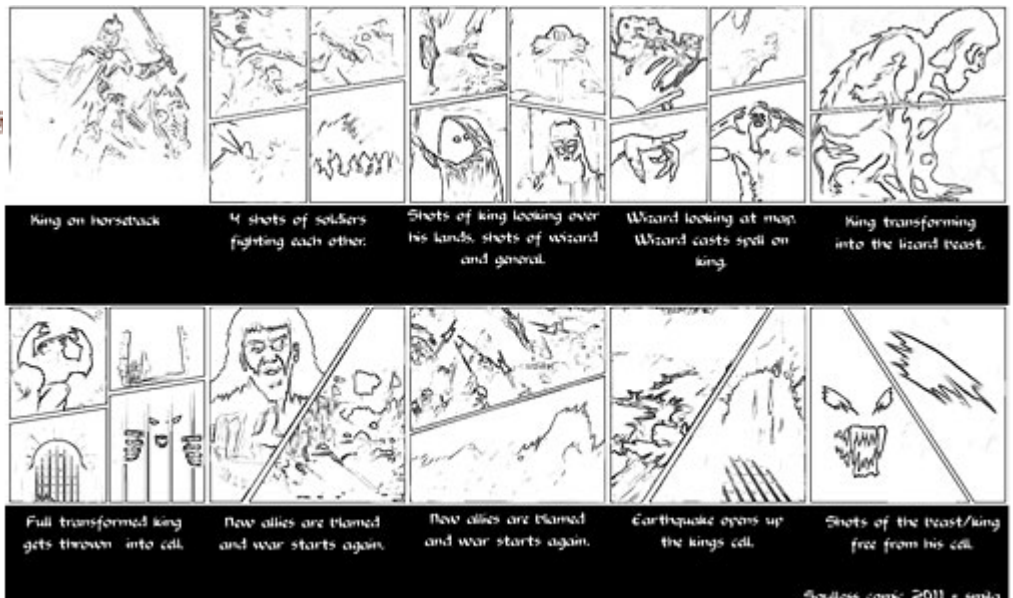 King on horseback
4 shots of soldiers
fighting each other.
Shots of king looking over
his lands, shots of wizard
and general.
Wizard looking at map.
Wizard casts spell on
king.
King transforming
into the lizard beast.
Full transformed king
gets thrown into cell.
New allies are blamed
and war starts again.
New allies are blamed
and war starts again.
Earthquake opens up
the kings cell.
Shots of the beast/king
free from his cell.
Soulless comic 2011